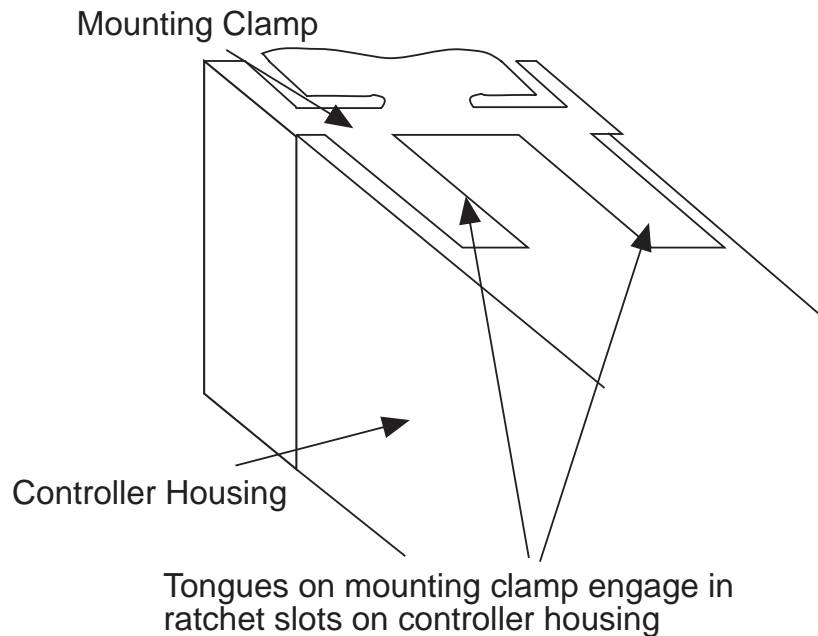 Mounting Clamp
Controller Housing
Tongues on mounting clamp engage in
ratchet slots on controller housing